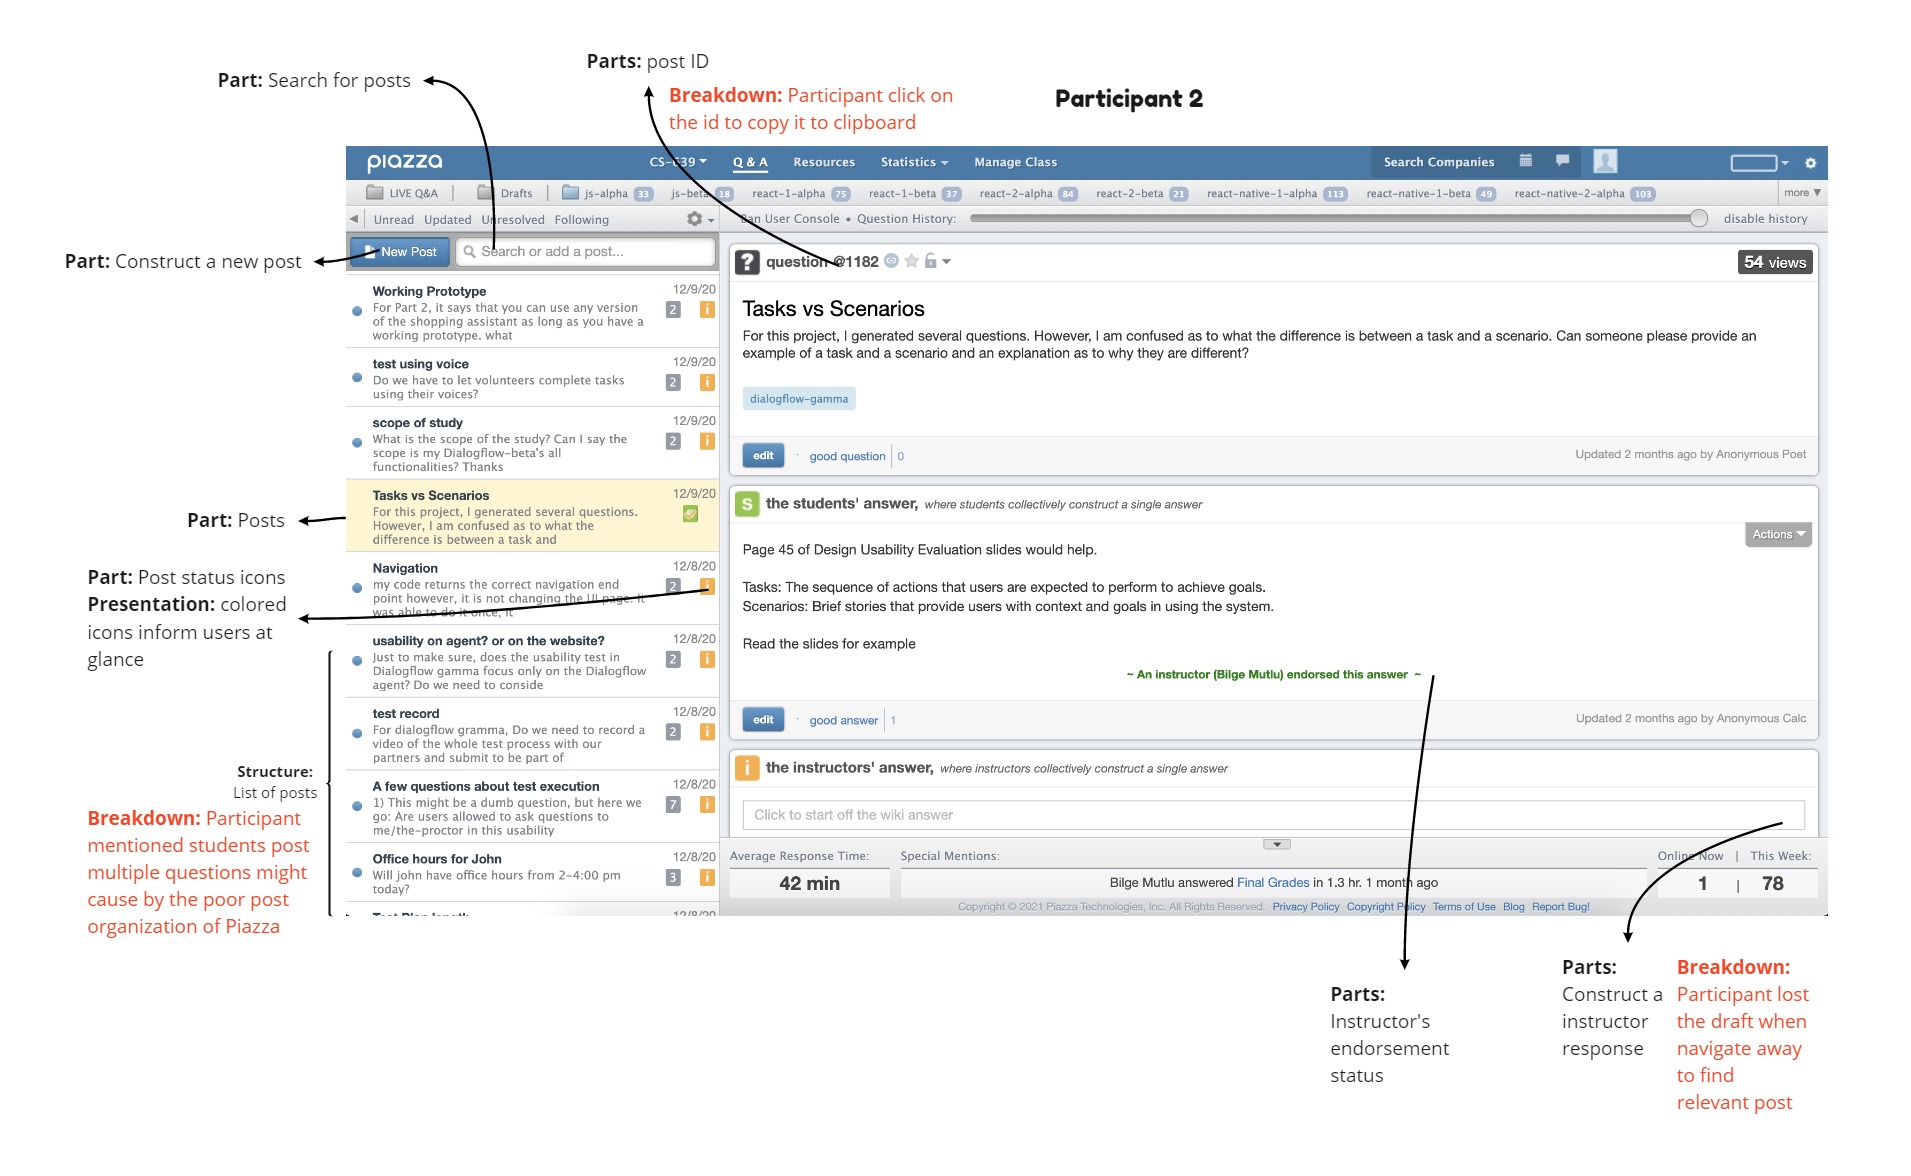 Parts: post ID
Part: Search for posts
Breakdown: Participant click on
the id to copy it to clipboard
Participant 2
piazza
CS-639
Q & A
Resources
Statistics
Manage Class
Search Companies
LIVE Q&A
Drafts
js-alpha 33
js-beta 18
react-1-alpha 75
react-1-beta 37
react-2-alpha 84
react-2-beta 21
react-native-1-alpha 113
react-native-1-beta 49
react-native-2-alpha 103
more
Unread Updated Unresolved Following
Ban User Console • Question History:
disable history
Part: Construct a new post
New Post
Search or add a post...
question @1182
54 views
Working Prototype 12/9/20
For Part 2, it says that you can use any version 2 i
of the shopping assistant as long as you have a
working prototype. what
test using voice 12/9/20
Do we have to let volunteers complete tasks 2 i
using their voices?
scope of study 12/9/20
What is the scope of the study? Can I say the 2 i
scope is my Dialogflow-beta's all
functionalities? Thanks
Part: Posts
Tasks vs Scenarios 12/9/20
For this project, I generated several questions.
However, I am confused as to what the
difference is between a task and
Part: Post status icons
Presentation: colored
icons inform users at
glance
Navigation 12/8/20
my code returns the correct navigation end 2 i
point however, it is not changing the UI page. It
was able to do it once, it
usability on agent? or on the website? 12/8/20
Just to make sure, does the usability test in 2 i
Dialogflow gamma focus only on the Dialogflow
agent? Do we need to conside
test record 12/8/20
For dialogflow gramma, Do we need to record a 2 i
video of the whole test process with our
partners and submit to be part of
Structure:
List of posts
Breakdown: Participant
mentioned students post
multiple questions might
cause by the poor post
organization of Piazza
A few questions about test execution 12/8/20
1) This might be a dumb question, but here we 7 i
go: Are users allowed to ask questions to
me/the-proctor in this usability
Office hours for John 12/8/20
Will john have office hours from 2-4:00 pm 3 i
today?
Test Plan length 12/8/20
Tasks vs Scenarios
For this project, I generated several questions. However, I am confused as to what the difference is between a task and a scenario. Can someone please provide an
example of a task and a scenario and an explanation as to why they are different?
dialogflow-gamma
edit · good question 0
Updated 2 months ago by Anonymous Poet
S the students' answer, where students collectively construct a single answer
Actions
Page 45 of Design Usability Evaluation slides would help.
Tasks: The sequence of actions that users are expected to perform to achieve goals.
Scenarios: Brief stories that provide users with context and goals in using the system.
Read the slides for example
~ An instructor (Bilge Mutlu) endorsed this answer ~
edit · good answer 1
Updated 2 months ago by Anonymous Calc
i the instructors' answer, where instructors collectively construct a single answer
Click to start off the wiki answer
Average Response Time:
42 min
Special Mentions:
Bilge Mutlu answered Final Grades in 1.3 hr. 1 month ago
Online Now | This Week:
1 | 78
Copyright © 2021 Piazza Technologies, Inc. All Rights Reserved. Privacy Policy Copyright Policy Terms of Use Blog Report Bug!
Parts:
Instructor's
endorsement
status
Parts:
Construct a
instructor
response
Breakdown:
Participant lost
the draft when
navigate away
to find
relevant post